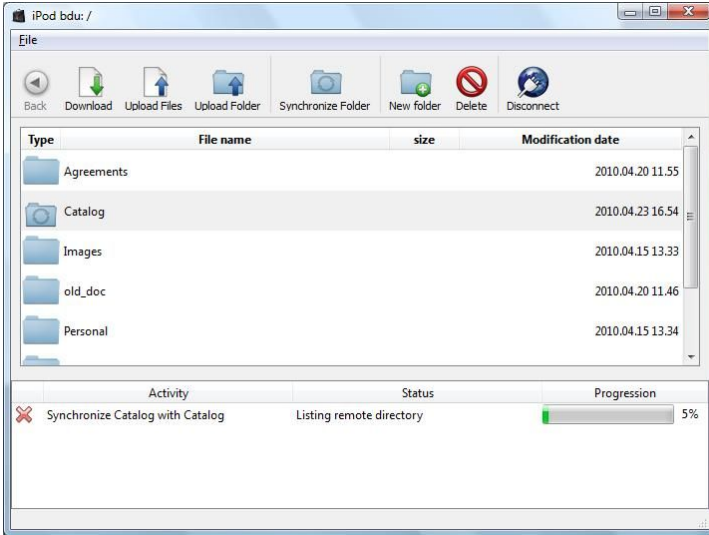 iPod bdu: /
File
Back Download Upload Files Upload Folder Synchronize Folder New folder Delete Disconnect
Type File name size Modification date
Agreements 2010.04.20 11.55
Catalog 2010.04.23 16.54
Images 2010.04.15 13.33
old_doc 2010.04.20 11.46
Personal 2010.04.15 13.34
Activity Status Progression
Synchronize Catalog with Catalog Listing remote directory 5%